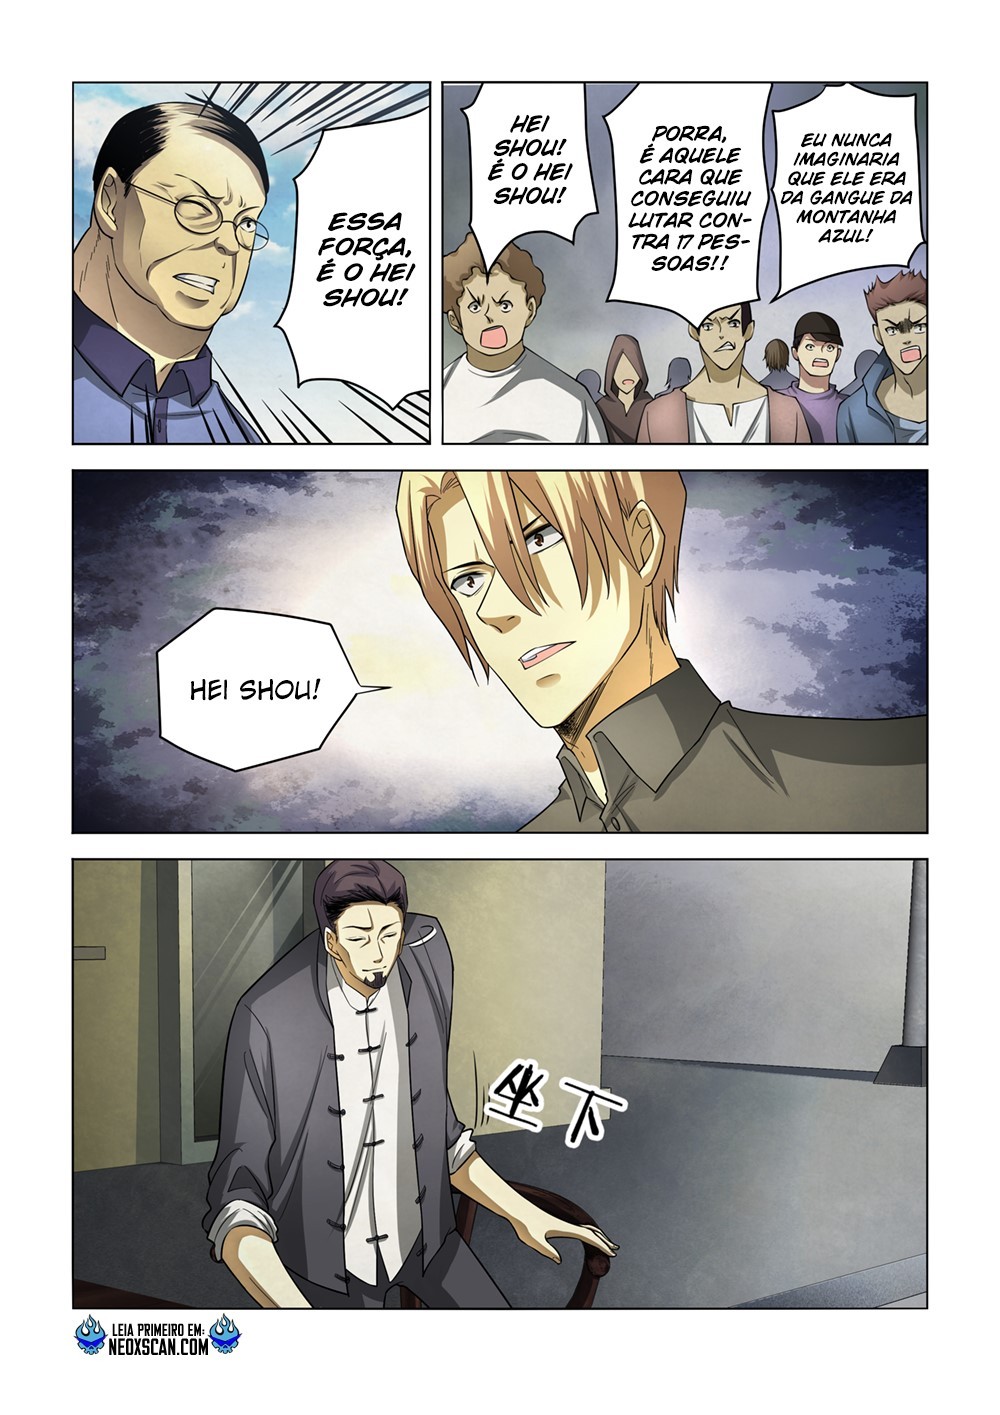 ESSA
FORÇA,
É O HEI
SHOU!
HEI
SHOU!
É O HEI
SHOU!
PORRA,
É AQUELE
CARA QUE
CONSEGUIU
LUTAR CON-
TRA 17 PES-
SOAS!!
EU NUNCA
IMAGINARIA
QUE ELE ERA
DA GANGUE DA
MONTANHA
AZUL!
HEI SHOU!
坐下
LEIA PRIMEIRO EM:
NEOXSCAN.COM